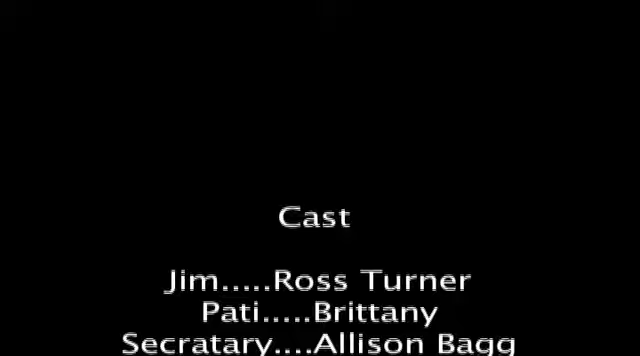 Cast
Jim.....Ross Turner
Pati.....Brittany
Secratary....Allison Bagg